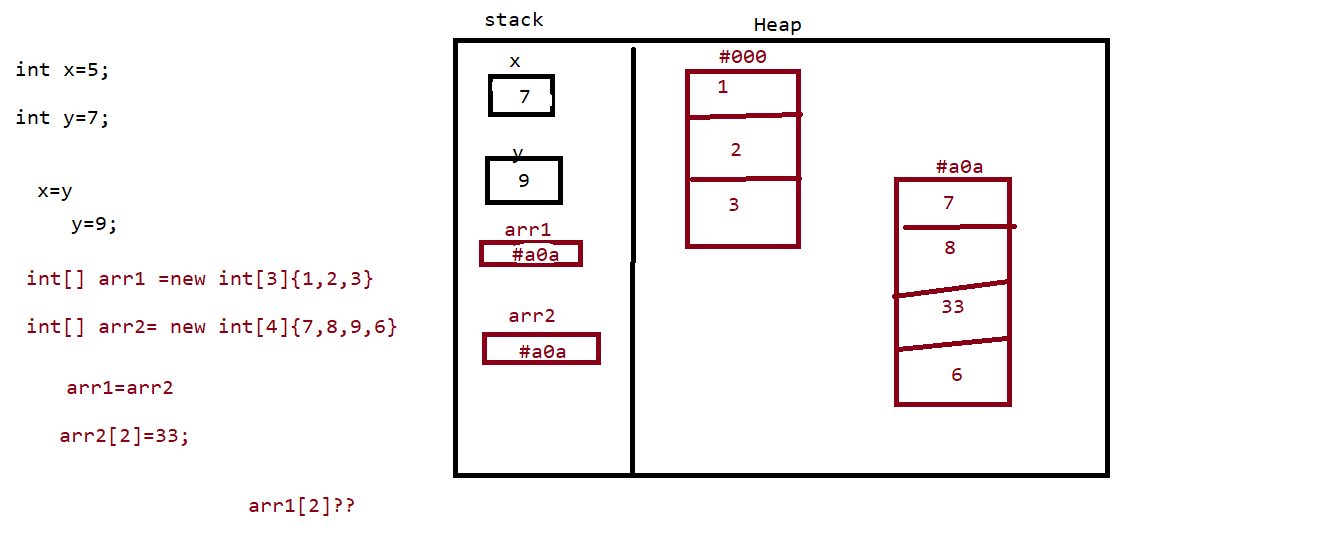 stack
Heap
int x=5;
int y=7;
x=y
y=9;
int[] arr1 =new int[3]{1,2,3}
int[] arr2= new int[4]{7,8,9,6}
arr1=arr2
arr2[2]=33;
arr1[2]??
x
7
y
9
arr1
#a0a
arr2
#a0a
#000
1
2
3
#a0a
7
8
33
6